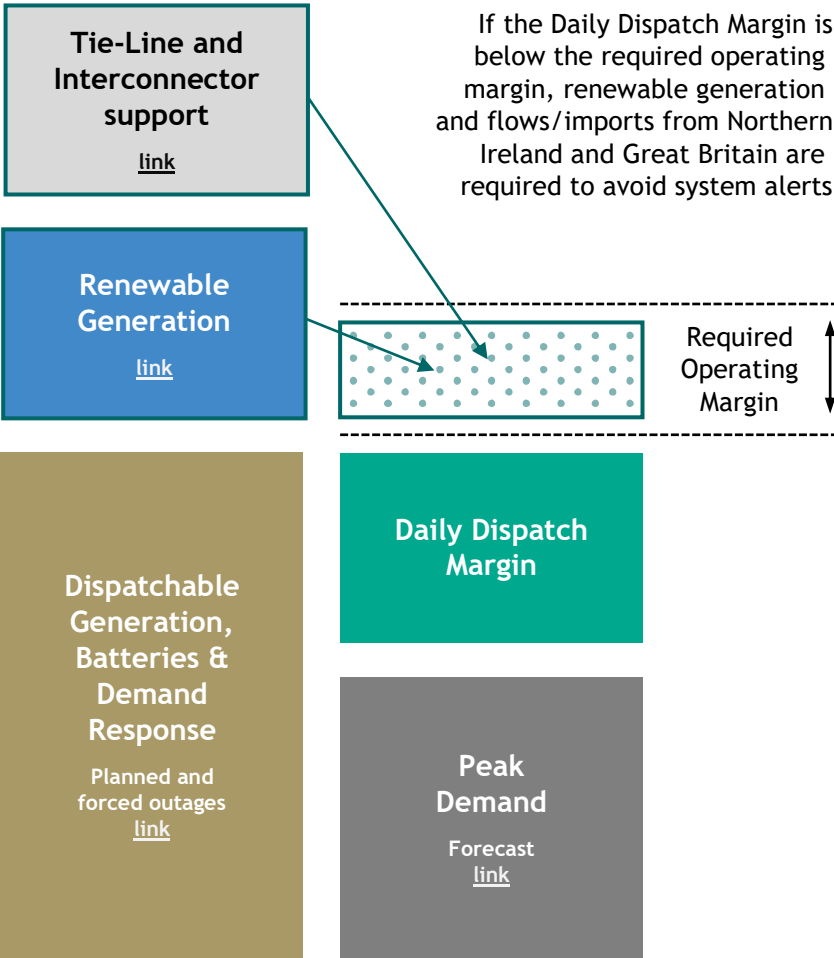 Tie-Line and
Interconnector
support
link
If the Daily Dispatch Margin is
below the required operating
margin, renewable generation
and flows/imports from Northern
Ireland and Great Britain are
required to avoid system alerts
Renewable
Generation
link
Required
Operating
Margin
Daily Dispatch
Margin
Dispatchable
Generation,
Batteries &
Demand
Response
Planned and
forced outages
link
Peak
Demand
Forecast
link